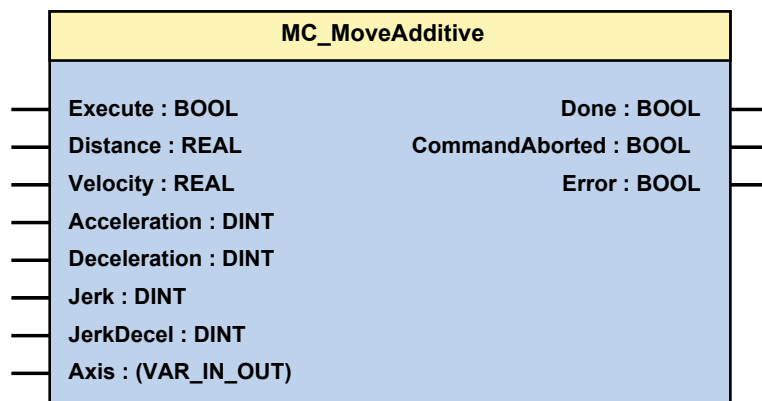 MC_MoveAdditive
Execute : BOOL Done : BOOL
Distance : REAL CommandAborted : BOOL
Velocity : REAL Error : BOOL
Acceleration : DINT
Deceleration : DINT
Jerk : DINT
JerkDecel : DINT
Axis : (VAR_IN_OUT)